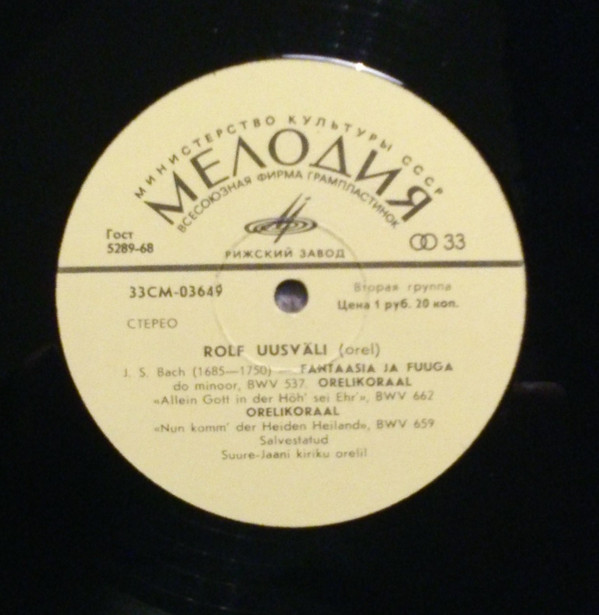 МИНИСТЕРСТВО КУЛЬТУРЫ СССР
МЕЛОДИЯ
ВСЕСОЮЗНАЯ ФИРМА ГРАМПЛАСТИНОК
Гост
5289-68
33
РИЖСКИЙ ЗАВОД
33СМ-03649
Вторая группа
Цена 1 руб. 20 коп.
СТЕРЕО
ROLF UUSVÄLI (orel)
J. S. Bach (1685—1750) — FANTAASIA JA FUUGA
do minoor, BWV 537. ORELIKORAAL
«Allein Gott in der Höh' sei Ehr'», BWV 662
ORELIKORAAL
«Nun komm' der Heiden Heiland», BWV 659
Salvestatud
Suure-Jaani kiriku orelil